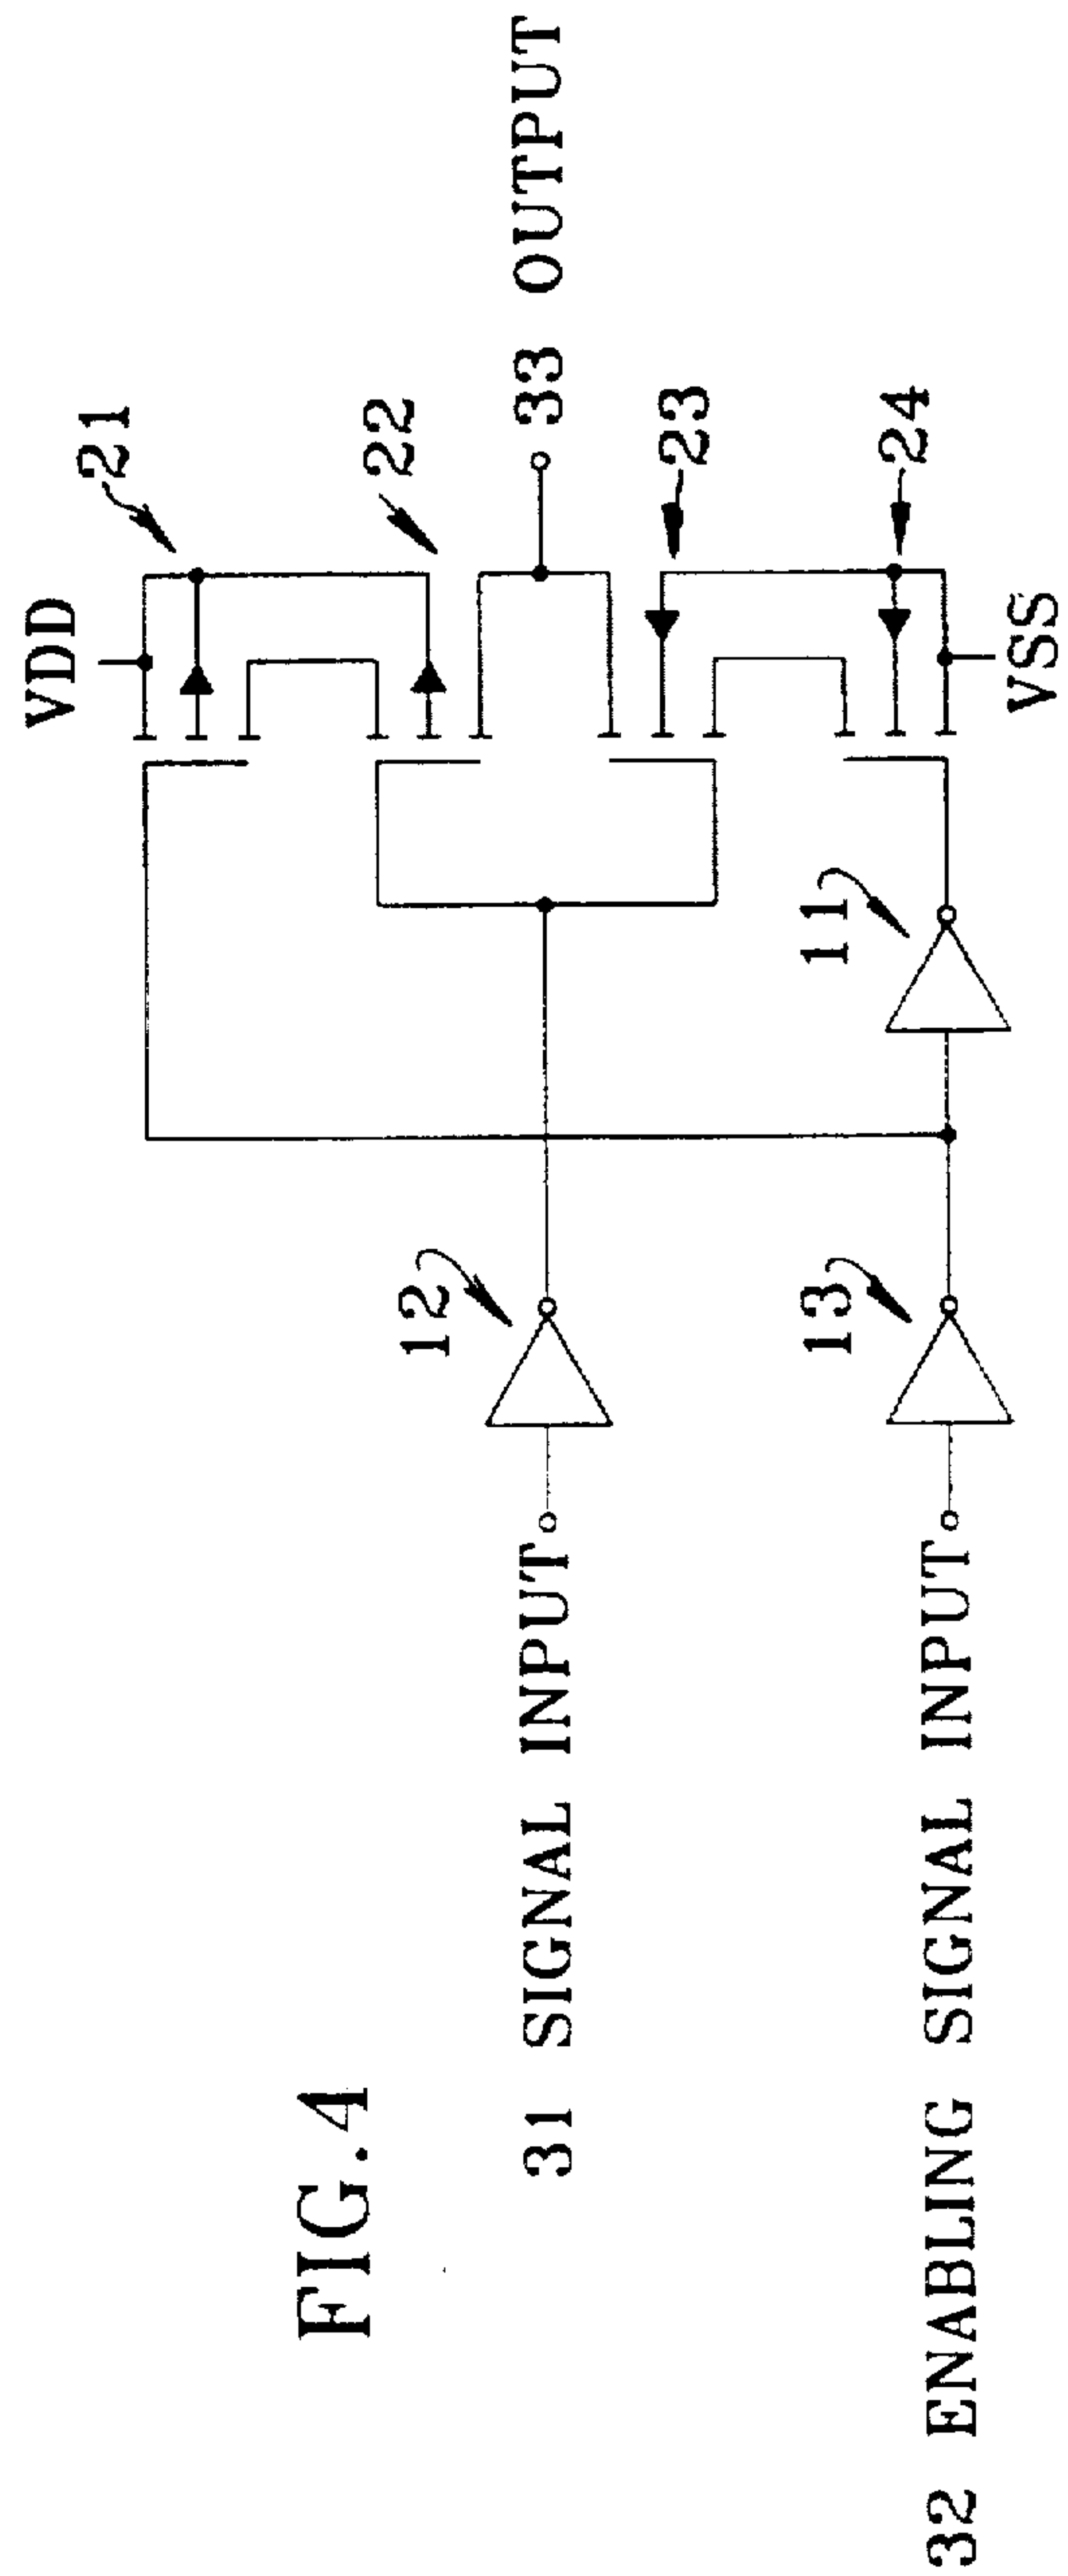 FIG.4
VDD
21
22
33 OUTPUT
23
24
VSS
11
12
13
31 SIGNAL INPUT
32 ENABLING SIGNAL INPUT